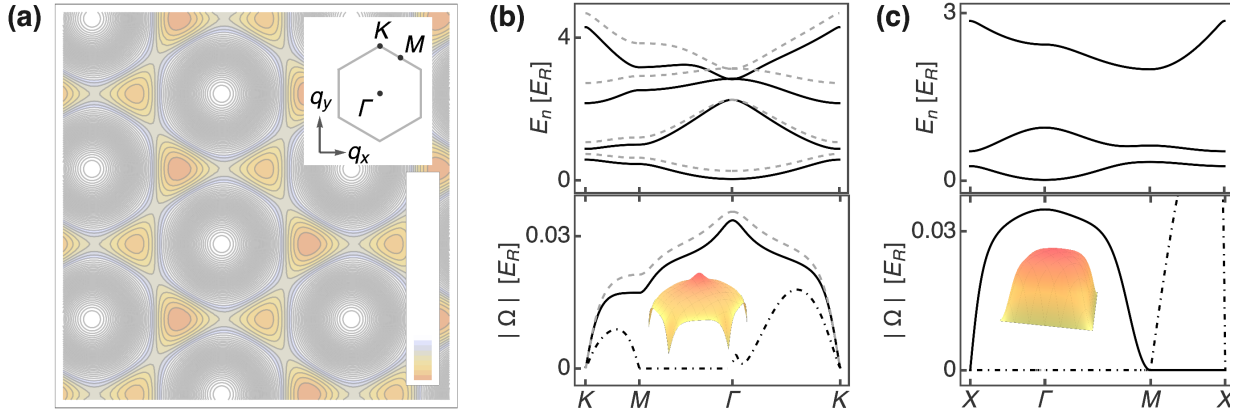 (a)
K
M
Γ
q_y
q_x
(b)
E_n [E_R]
4
0
| Ω | [E_R]
0.03
0
K M Γ K
(c)
E_n [E_R]
3
0
| Ω | [E_R]
0.03
0
X Γ M X